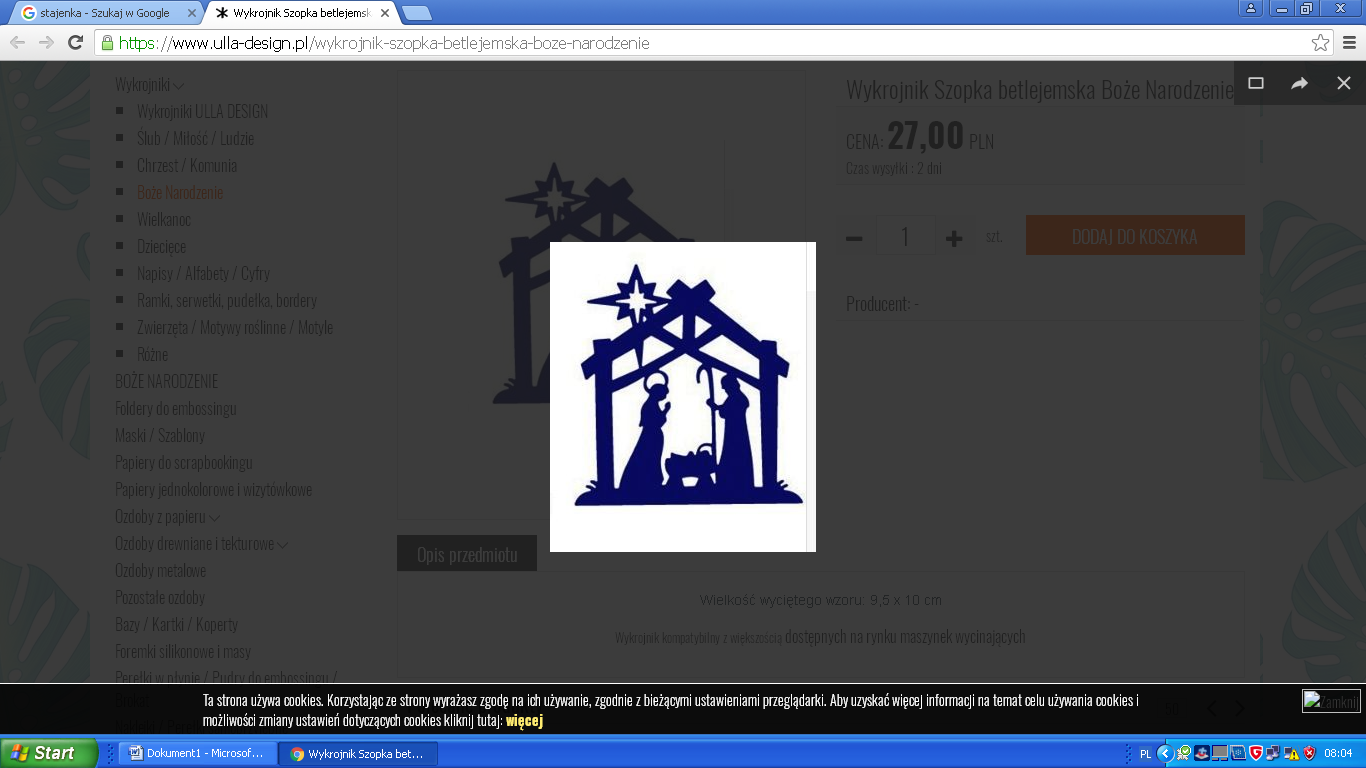 stajenka - Szukaj w Google
Wykrojnik Szopka betlejemsk
https://www.ulla-design.pl/wykrojnik-szopka-betlejemska-boze-narodzenie
Wykrojniki
Wykrojniki ULLA DESIGN
Ślub / Miłość / Ludzie
Chrzest / Komunia
Boże Narodzenie
Wielkanoc
Dziecięce
Napisy / Alfabety / Cyfry
Ramki, serwetki, pudełka, bordery
Zwierzęta / Motywy roślinne / Motyle
Różne
BOŻE NARODZENIE
Foldery do embossingu
Maski / Szablony
Papiery do scrapbookingu
Papiery jednokolorowe i wizytówkowe
Ozdoby z papieru
Ozdoby drewniane i tekturowe
Ozdoby metalowe
Pozostałe ozdoby
Bazy / Kartki / Koperty
Foremki silikonowe i masy
Perełki w płynie / Pudry do embossingu /
Wykrojnik Szopka betlejemska Boże Narodzenie
CENA: 27,00 PLN
Czas wysyłki : 2 dni
1 szt.
DODAJ DO KOSZYKA
Producent: -
Opis przedmiotu
Wielkość wyciętego wzoru: 9,5 x 10 cm
Wykrojnik kompatybilny z większością dostępnych na rynku maszynek wycinających
Ta strona używa cookies. Korzystając ze strony wyrażasz zgodę na ich używanie, zgodnie z bieżącymi ustawieniami przeglądarki. Aby uzyskać więcej informacji na temat celu używania cookies i
możliwości zmiany ustawień dotyczących cookies kliknij tutaj: więcej
Zamknij
Start
Dokument1 - Microsof...
Wykrojnik Szopka bet...
PL
08:04